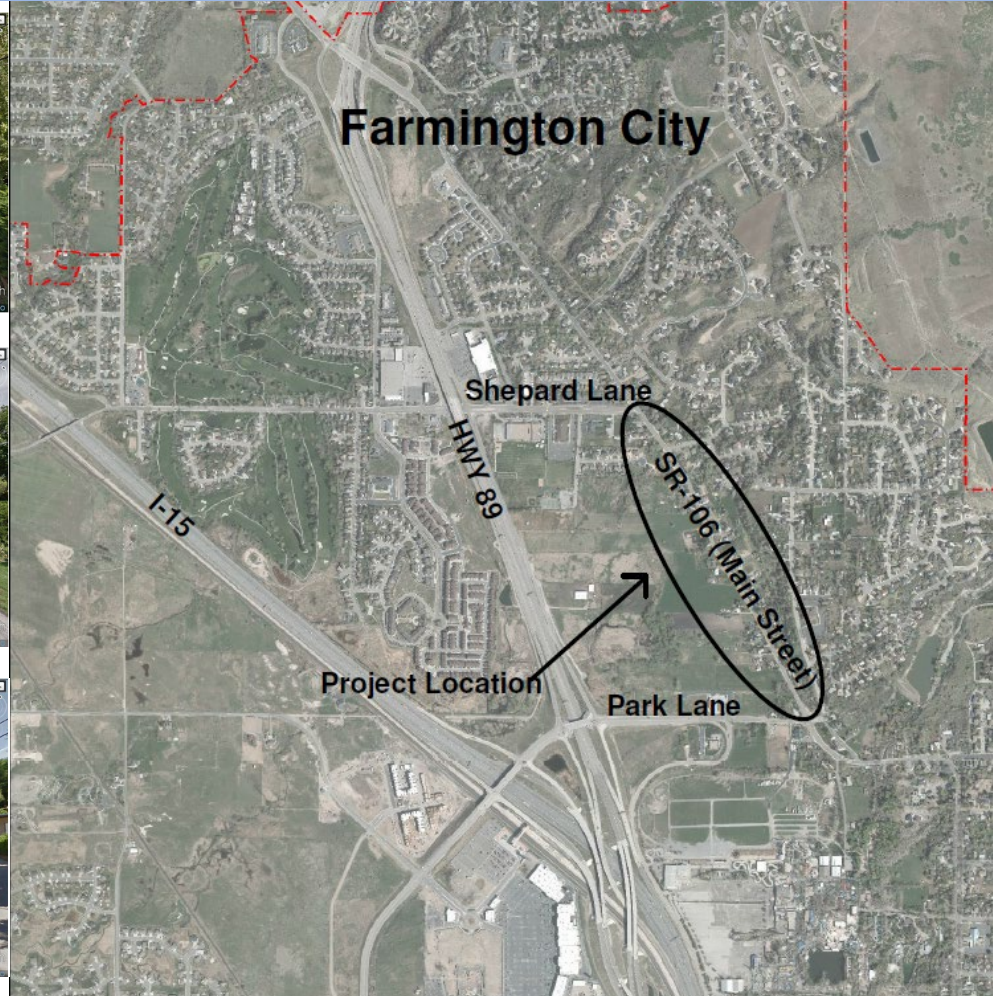 Farmington City
Shepard Lane
HWY 89
SR-106 (Main Street)
I-15
Project Location
Park Lane